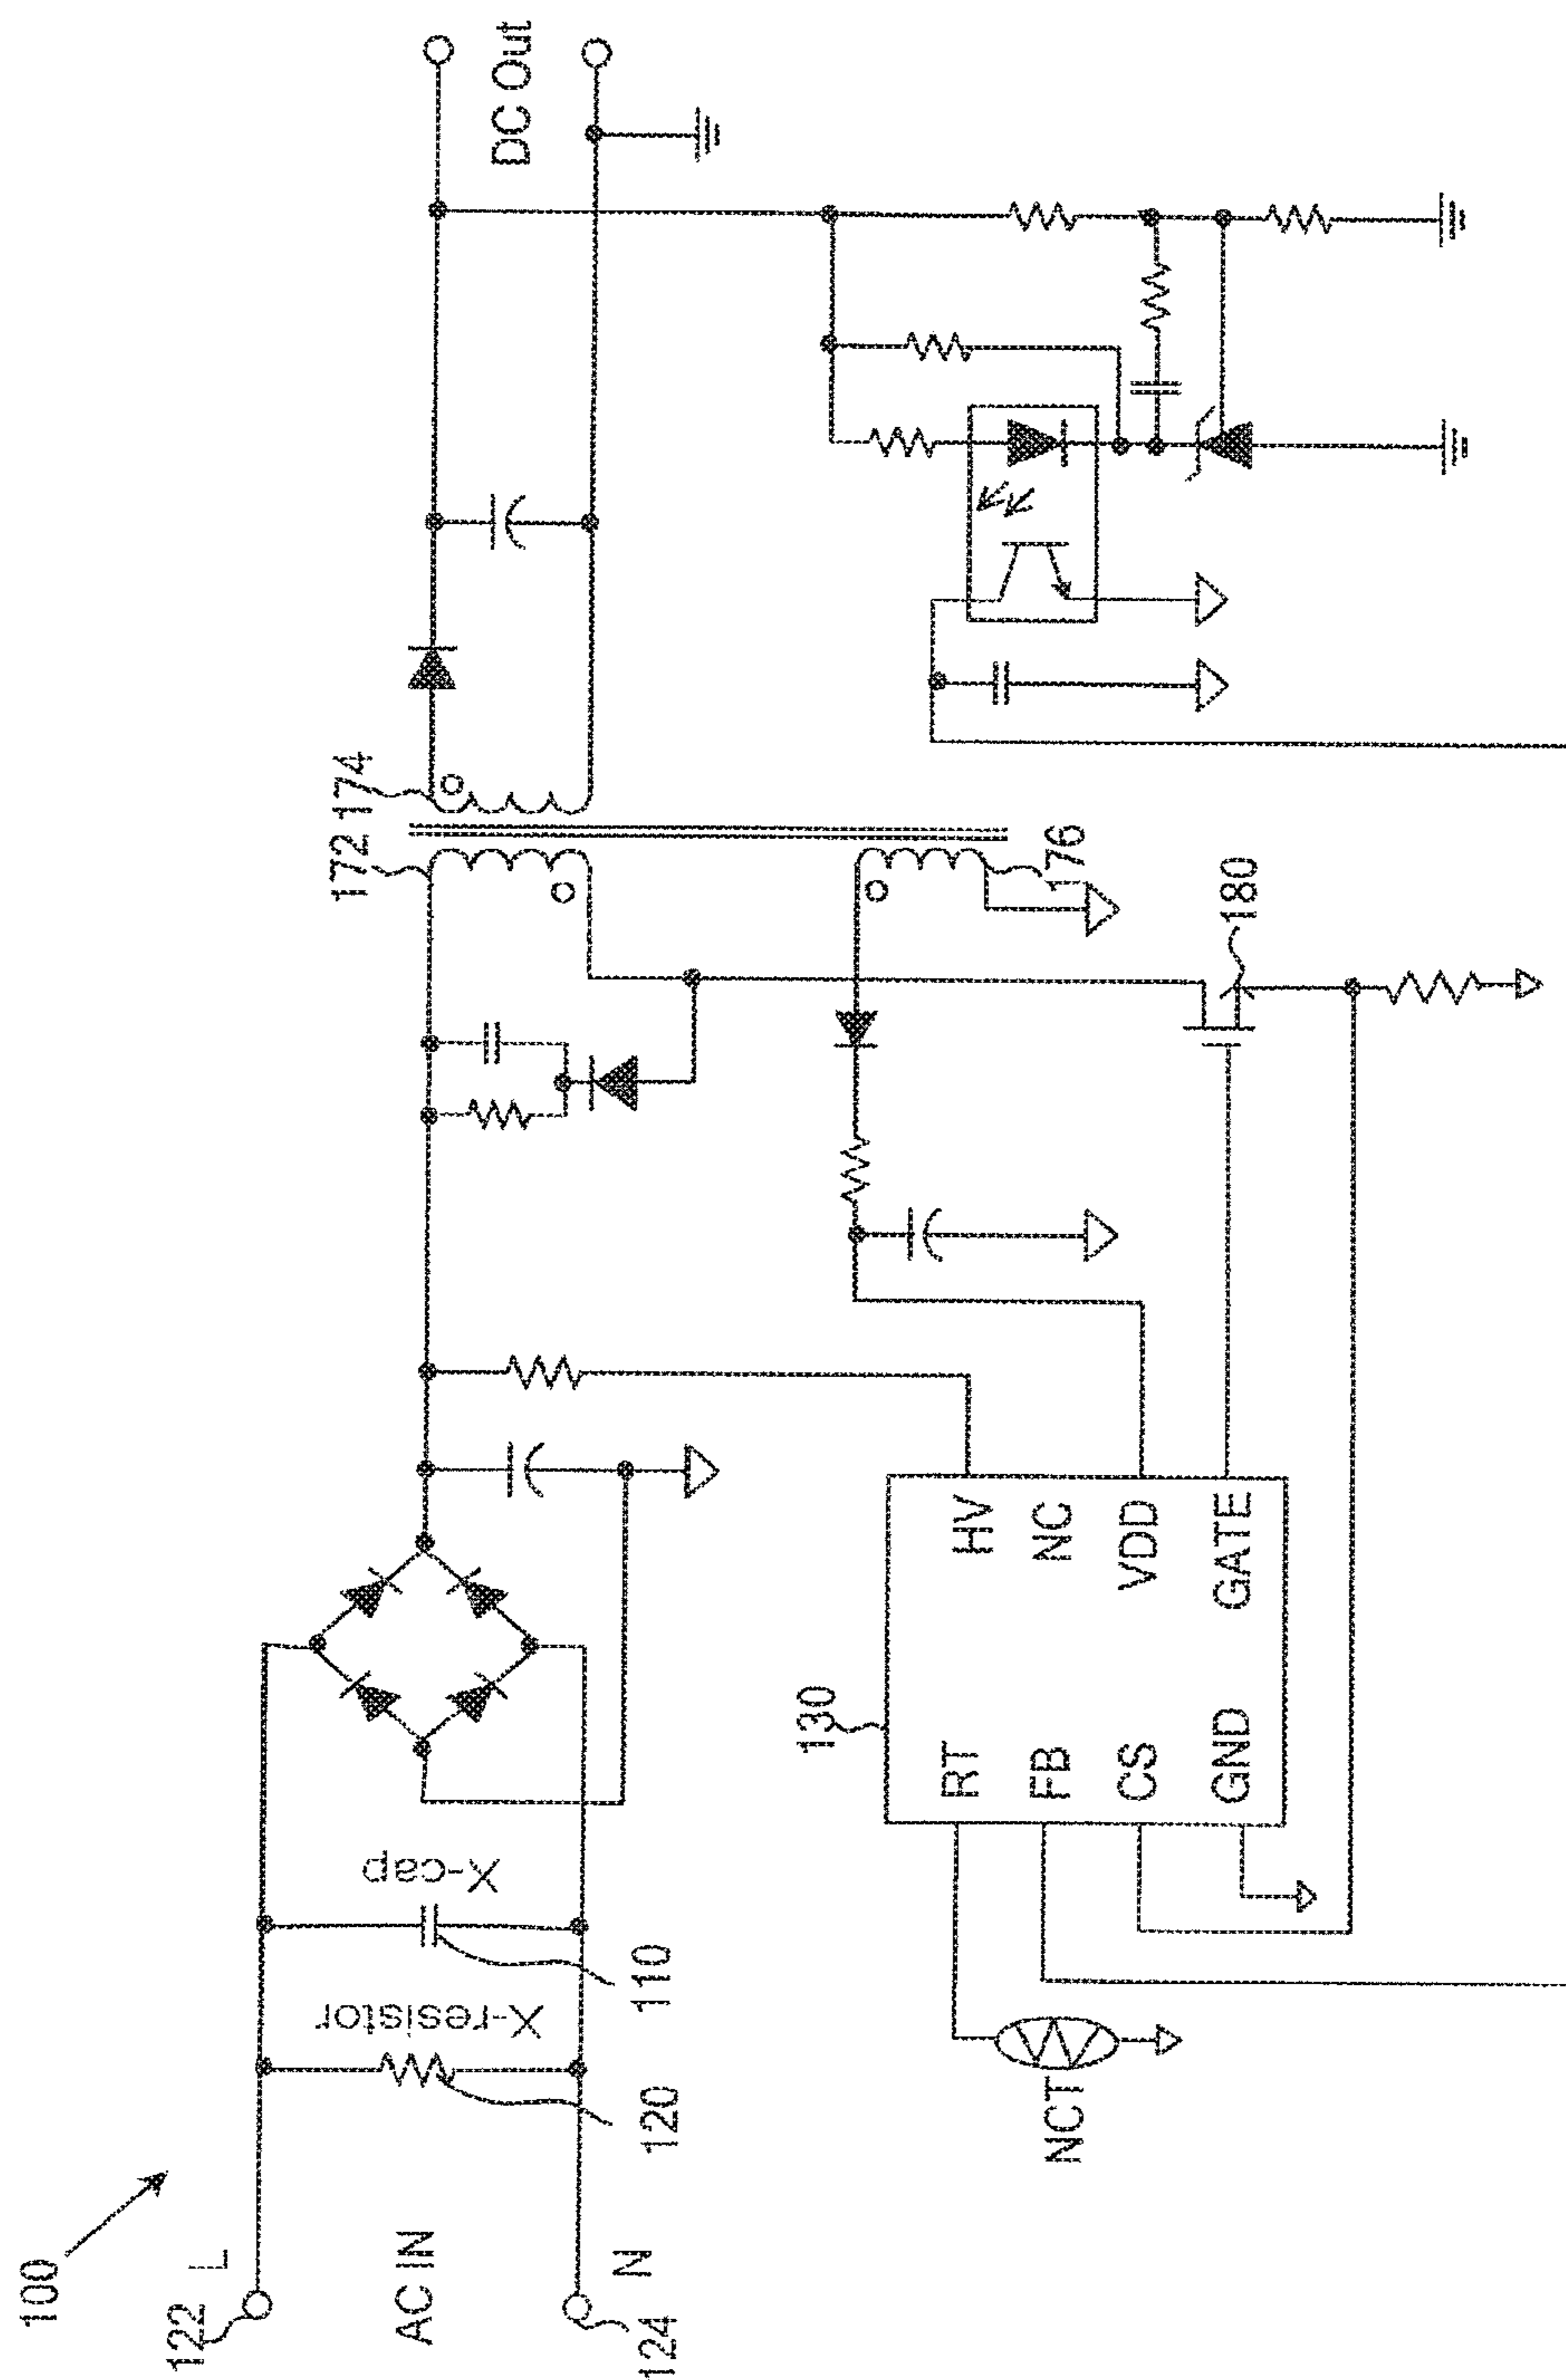 100
122
L
AC IN
N
124
X-resistor
120
X-cap
110
172
174
DC Out
130
RT
HV
FB
NC
CS
VDD
GND
GATE
NCT
176
180